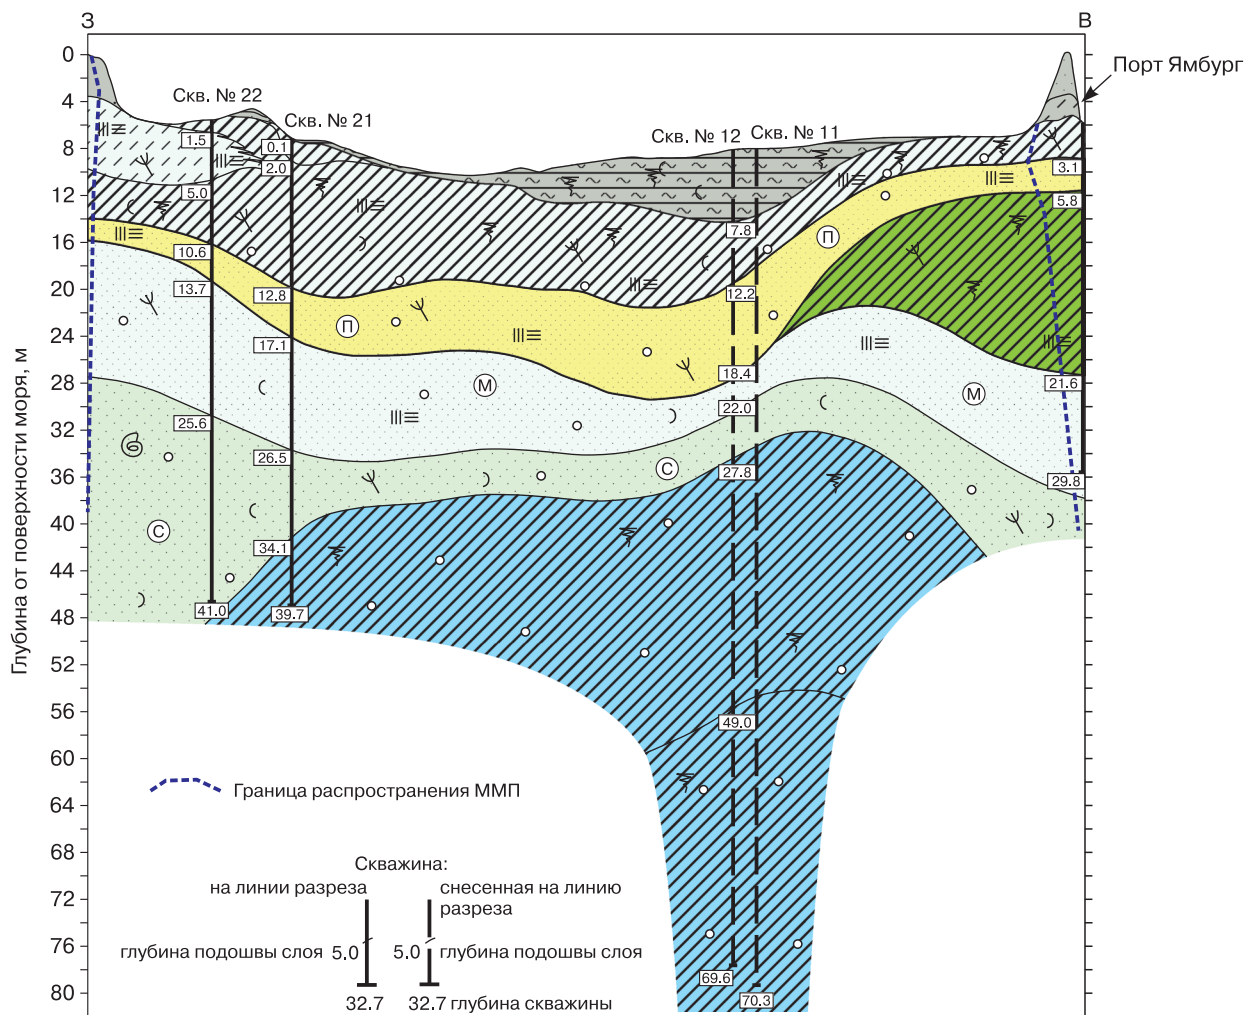 З
В
Порт Ямбург
Скв. № 22
Скв. № 21
Скв. № 12
Скв. № 11
Глубина от поверхности моря, м
0
4
8
12
16
20
24
28
32
36
40
44
48
52
56
60
64
68
72
76
80
1.5
5.0
10.6
13.7
25.6
41.0
0.1
2.0
12.8
17.1
26.5
34.1
39.7
7.8
12.2
18.4
22.0
27.8
49.0
69.6
70.3
3.1
5.8
21.6
29.8
П
П
М
М
С
С
Граница распространения ММП
Скважина:
на линии разреза
снесенная на линию
разреза
глубина подошвы слоя 5.0
5.0 глубина подошвы слоя
32.7
32.7 глубина скважины